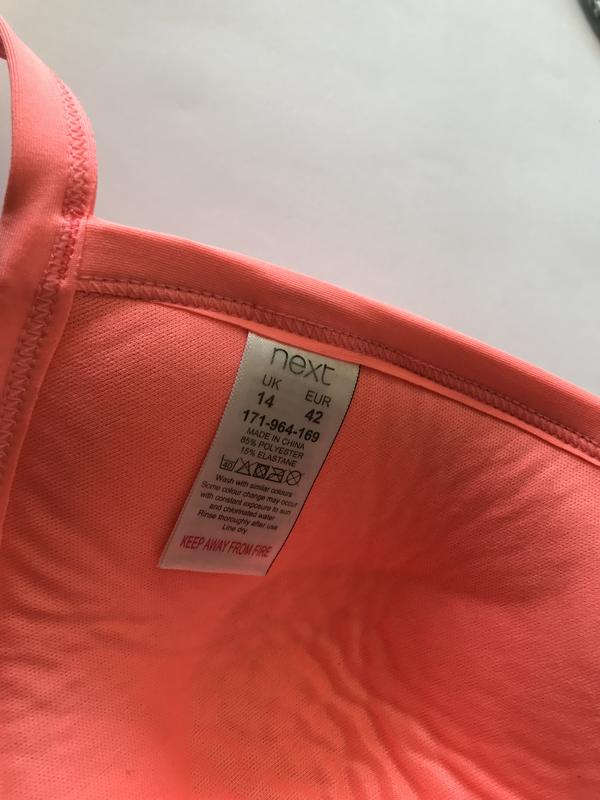 next
UK EUR
14 42
171-964-169
MADE IN CHINA
85% POLYESTER
15% ELASTANE
40
Wash with similar colours
Some colour change may occur
with constant exposure to sun
and chlorinated water
Rinse thoroughly after use
Line dry
KEEP AWAY FROM FIRE